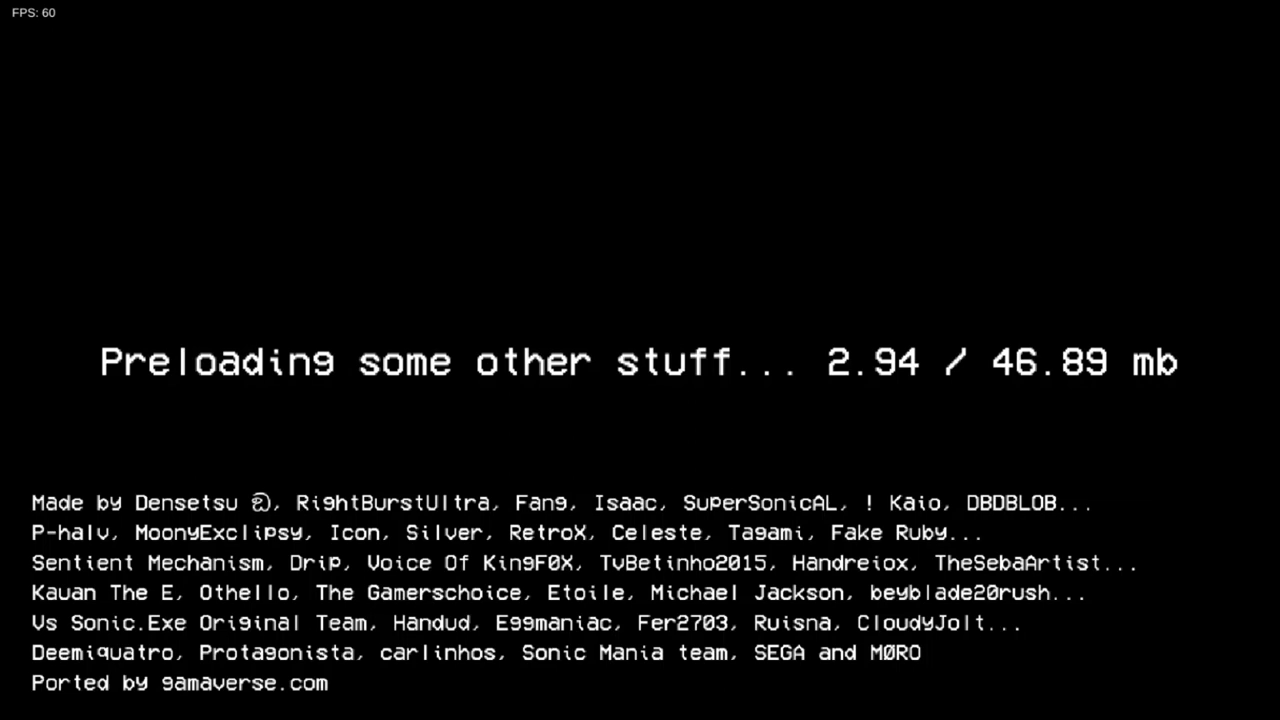 FPS: 60
Preloading some other stuff... 2.94 / 46.89 mb
Made by Densetsu ඞ, RightBurstUltra, Fang, Isaac, SuperSonicAL, ! Kaio, DBDBLOB...
P-halv, MoonyExclipsy, Icon, Silver, RetroX, Celeste, Tagami, Fake Ruby...
Sentient Mechanism, Drip, Voice Of KingF0X, TvBetinho2015, Handreiox, TheSebaArtist...
Kauan The E, Othello, The Gamerschoice, Etoile, Michael Jackson, beyblade20rush...
Vs Sonic.Exe Original Team, Handud, Eggmaniac, Fer2703, Ruisna, CloudyJolt...
Deemiquatro, Protagonista, carlinhos, Sonic Mania team, SEGA and MØRO
Ported by gamaverse.com